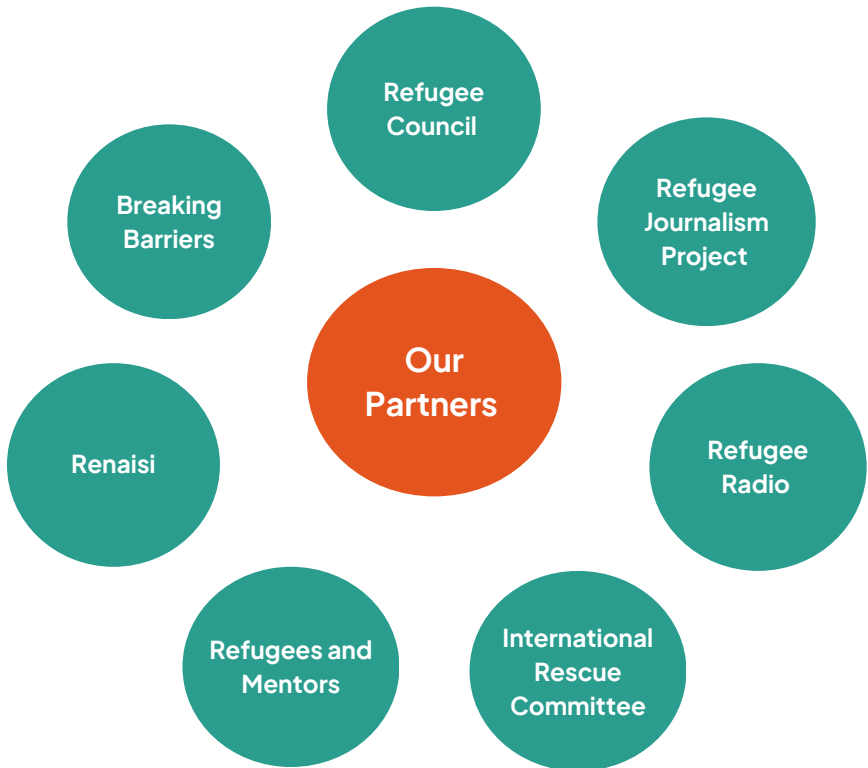 Refugee
Council
Breaking
Barriers
Refugee
Journalism
Project
Our
Partners
Renaisi
Refugee
Radio
Refugees and
Mentors
International
Rescue
Committee